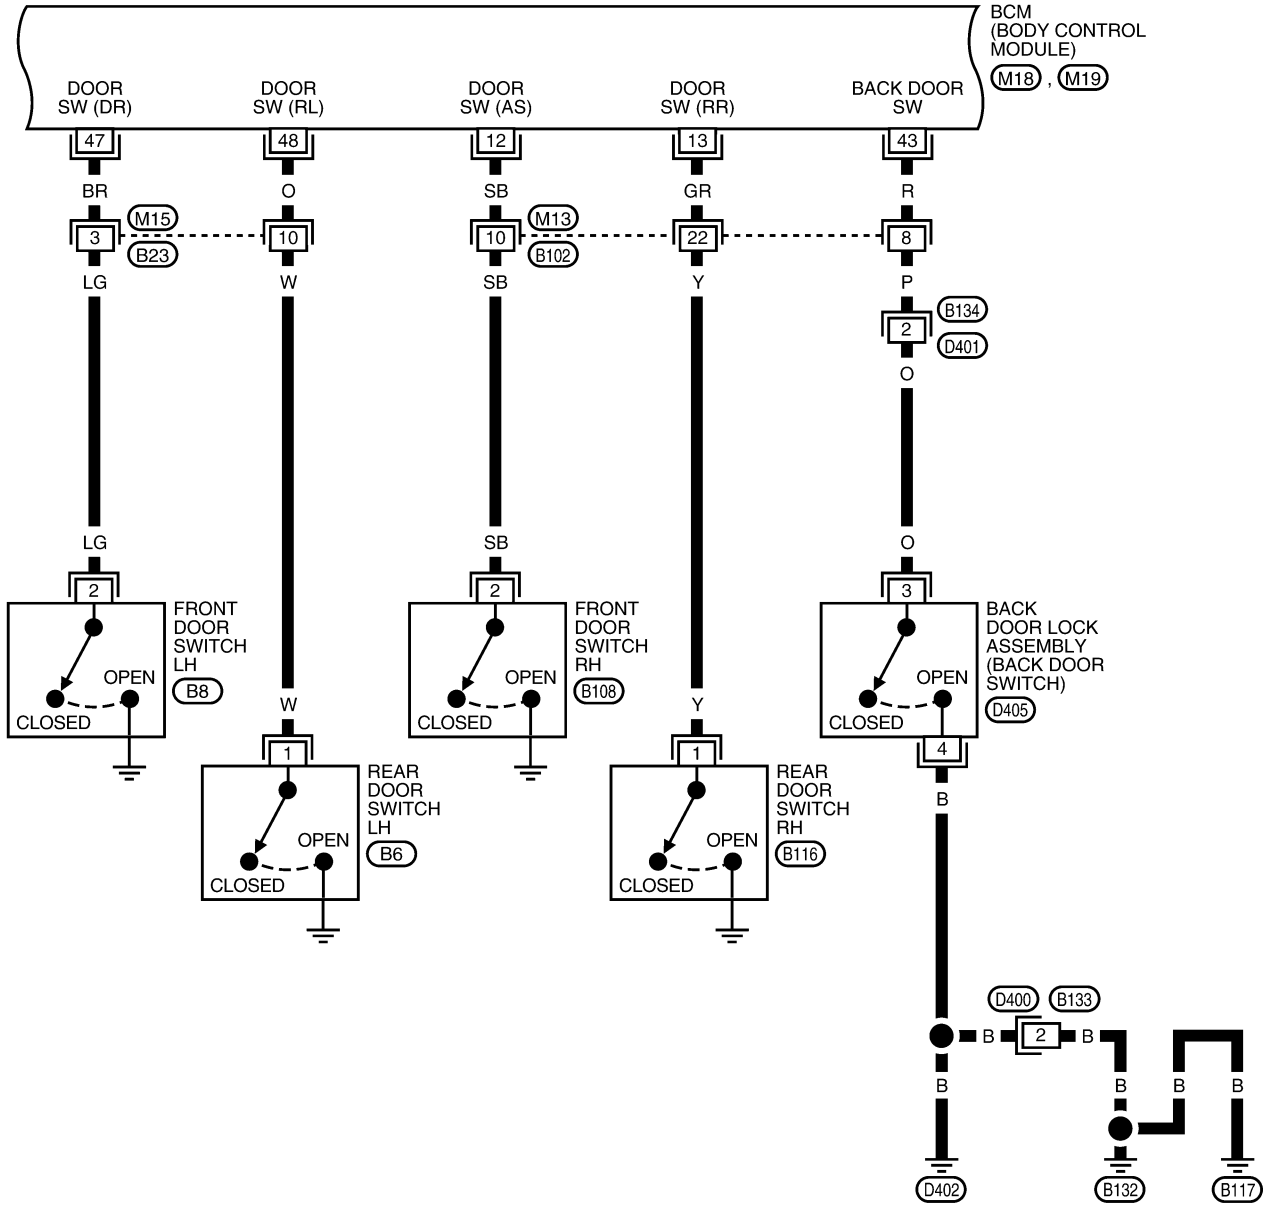 BCM
(BODY CONTROL
MODULE)
M18 , M19
DOOR
SW (DR)
DOOR
SW (RL)
DOOR
SW (AS)
DOOR
SW (RR)
BACK DOOR
SW
47
48
12
13
43
BR
O
SB
GR
R
M15
M13
3
10
10
22
8
B23
B102
LG
W
SB
Y
P
B134
2
D401
O
LG
SB
O
2
2
3
FRONT
DOOR
SWITCH
LH
B8
OPEN
CLOSED
FRONT
DOOR
SWITCH
RH
B108
OPEN
CLOSED
BACK
DOOR LOCK
ASSEMBLY
(BACK DOOR
SWITCH)
D405
OPEN
CLOSED
W
Y
1
1
4
REAR
DOOR
SWITCH
LH
B6
OPEN
CLOSED
REAR
DOOR
SWITCH
RH
B116
OPEN
CLOSED
B
D400
B133
B
2
B
B
B
B
B
D402
B132
B117